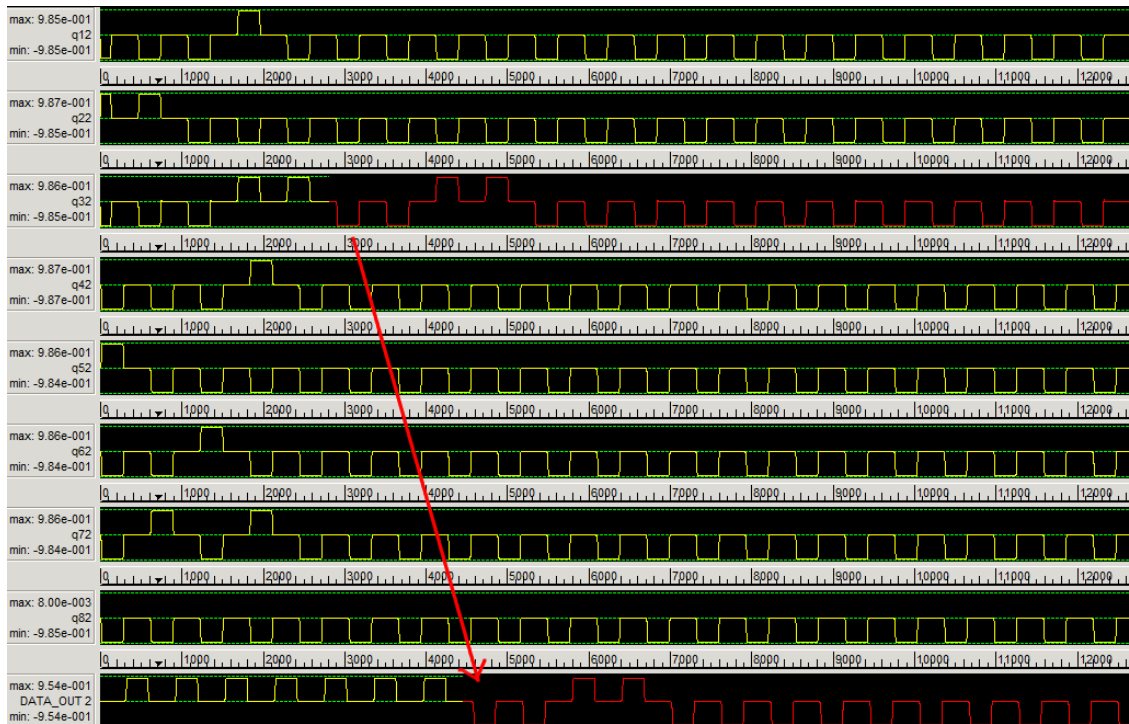 max: 9.85e-001
q12
min: -9.85e-001
0 1000 2000 3000 4000 5000 6000 7000 8000 9000 10000 11000 12000
max: 9.87e-001
q22
min: -9.85e-001
0 1000 2000 3000 4000 5000 6000 7000 8000 9000 10000 11000 12000
max: 9.86e-001
q32
min: -9.85e-001
0 1000 2000 3000 4000 5000 6000 7000 8000 9000 10000 11000 12000
max: 9.87e-001
q42
min: -9.87e-001
0 1000 2000 3000 4000 5000 6000 7000 8000 9000 10000 11000 12000
max: 9.86e-001
q52
min: -9.84e-001
0 1000 2000 3000 4000 5000 6000 7000 8000 9000 10000 11000 12000
max: 9.86e-001
q62
min: -9.84e-001
0 1000 2000 3000 4000 5000 6000 7000 8000 9000 10000 11000 12000
max: 9.86e-001
q72
min: -9.84e-001
0 1000 2000 3000 4000 5000 6000 7000 8000 9000 10000 11000 12000
max: 8.00e-003
q82
min: -9.85e-001
0 1000 2000 3000 4000 5000 6000 7000 8000 9000 10000 11000 12000
max: 9.54e-001
DATA_OUT 2
min: -9.54e-001